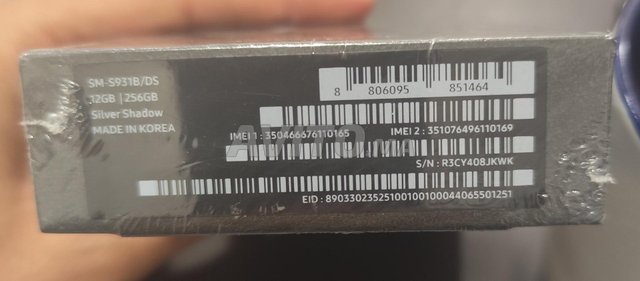 SM-S931B/DS
12GB | 256GB
Silver Shadow
MADE IN KOREA
8 806095 851464
IMEI 1 : 350466676110165
IMEI 2 : 351076496110169
S/N : R3CY408JKWK
EID : 89033023525100100100044065501251